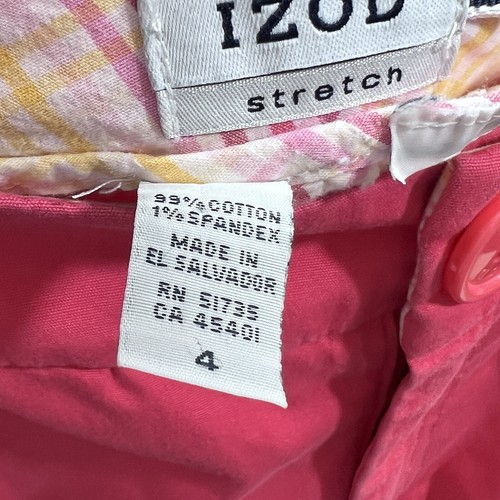 IZOD
stretch
99% COTTON
1% SPANDEX
MADE IN
EL SALVADOR
RN 51735
CA 45401
4